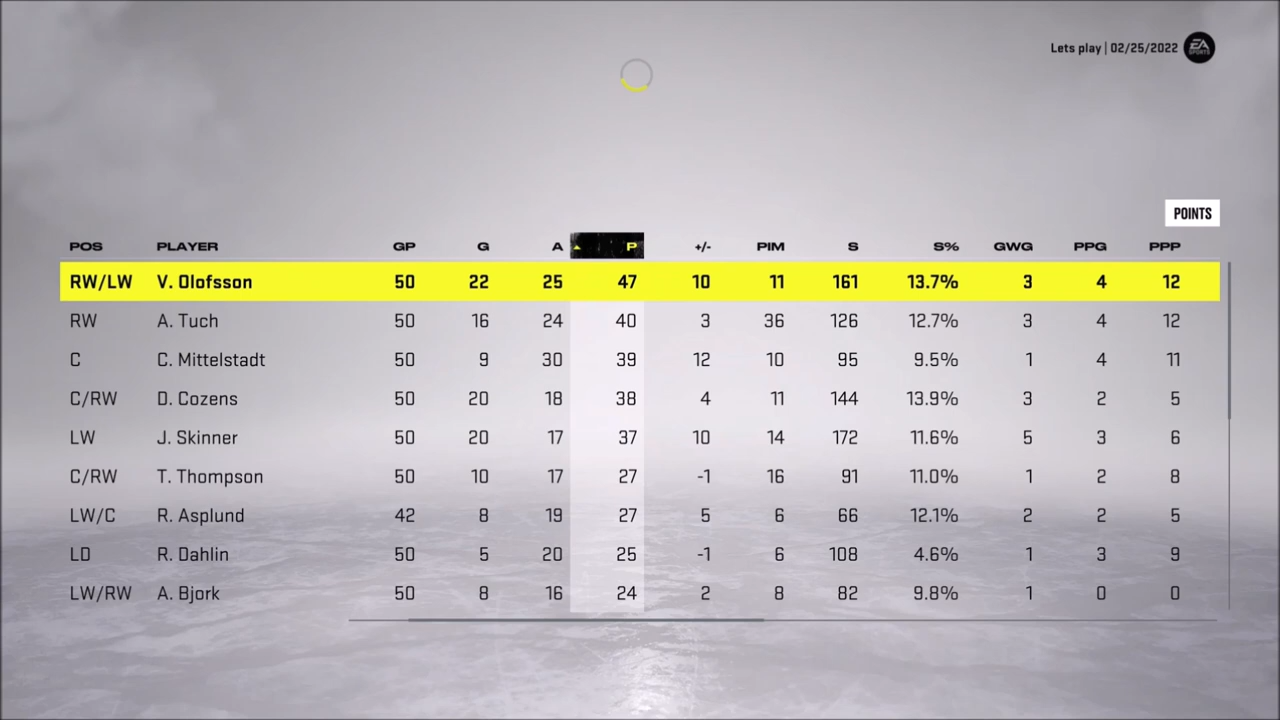 Lets play | 02/25/2022 EA SPORTS
POINTS
POS PLAYER GP G A P +/- PIM S S% GWG PPG PPP
RW/LW V. Olofsson 50 22 25 47 10 11 161 13.7% 3 4 12
RW A. Tuch 50 16 24 40 3 36 126 12.7% 3 4 12
C C. Mittelstadt 50 9 30 39 12 10 95 9.5% 1 4 11
C/RW D. Cozens 50 20 18 38 4 11 144 13.9% 3 2 5
LW J. Skinner 50 20 17 37 10 14 172 11.6% 5 3 6
C/RW T. Thompson 50 10 17 27 -1 16 91 11.0% 1 2 8
LW/C R. Asplund 42 8 19 27 5 6 66 12.1% 2 2 5
LD R. Dahlin 50 5 20 25 -1 6 108 4.6% 1 3 9
LW/RW A. Bjork 50 8 16 24 2 8 82 9.8% 1 0 0